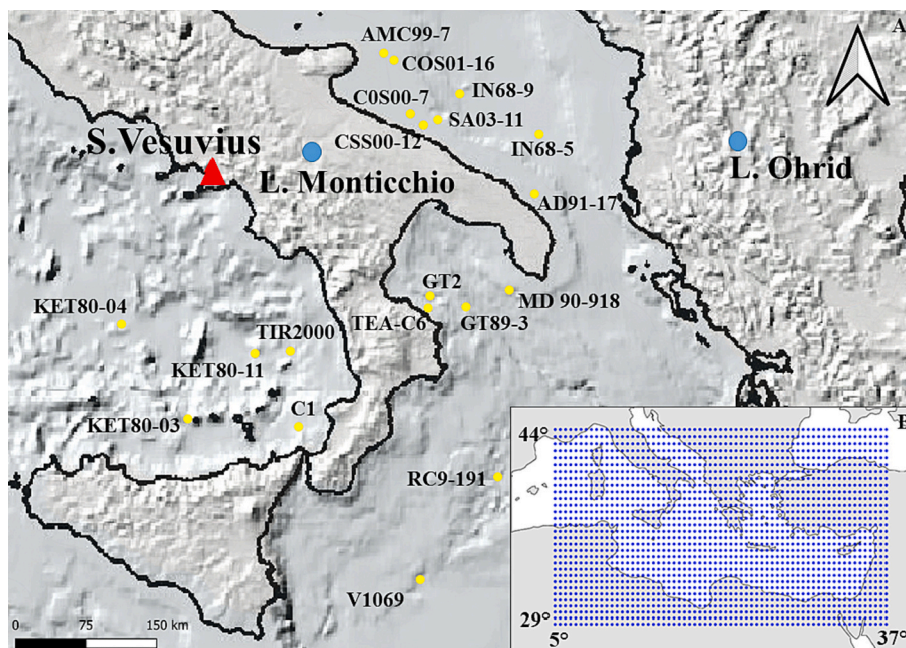 A
AMC99-7
COS01-16
IN68-9
C0S00-7
SA03-11
CSS00-12
IN68-5
S.Vesuvius
L. Monticchio
L. Ohrid
AD91-17
GT2
MD 90-918
TEA-C6
GT89-3
KET80-04
TIR2000
KET80-11
C1
KET80-03
B
44°
RC9-191
V1069
29°
5°
37°
0 75 150 km